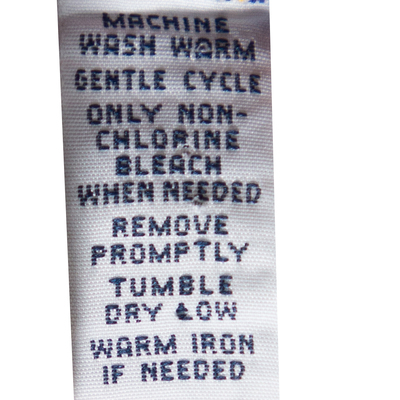 MACHINE
WASH WARM
GENTLE CYCLE
ONLY NON-
CHLORINE
BLEACH
WHEN NEEDED
REMOVE
PROMPTLY
TUMBLE
DRY LOW
WARM IRON
IF NEEDED